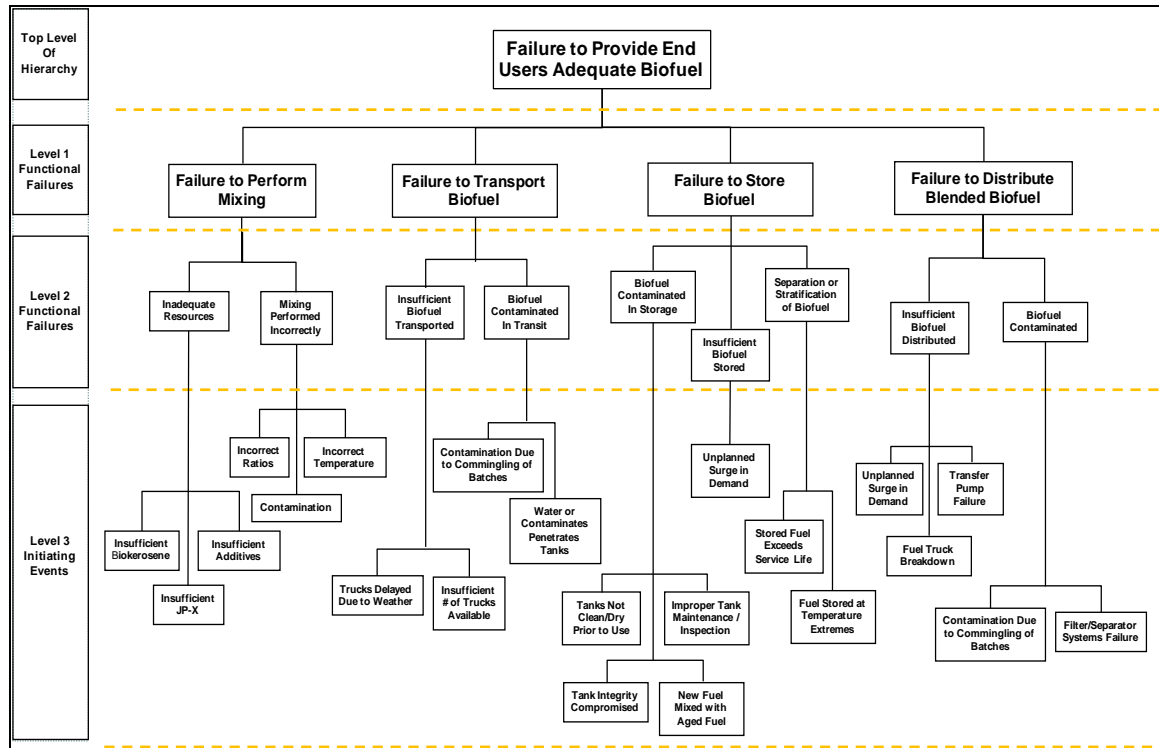 Top Level
Of
Hierarchy
Failure to Provide End
Users Adequate Biofuel
Level 1
Functional
Failures
Failure to Perform
Mixing
Failure to Transport
Biofuel
Failure to Store
Biofuel
Failure to Distribute
Blended Biofuel
Level 2
Functional
Failures
Inadequate
Resources
Mixing
Performed
Incorrectly
Insufficient
Biofuel
Transported
Biofuel
Contaminated
In Transit
Biofuel
Contaminated
In Storage
Insufficient
Biofuel
Stored
Separation or
Stratification
of Biofuel
Insufficient
Biofuel
Distributed
Biofuel
Contaminated
Level 3
Initiating
Events
Insufficient
Biokerosene
Insufficient
JP-X
Insufficient
Additives
Incorrect
Ratios
Contamination
Incorrect
Temperature
Trucks Delayed
Due to Weather
Insufficient
# of Trucks
Available
Contamination Due
to Commingling of
Batches
Water or
Contaminates
Penetrates
Tanks
Tanks Not
Clean/Dry
Prior to Use
Tank Integrity
Compromised
New Fuel
Mixed with
Aged Fuel
Improper Tank
Maintenance /
Inspection
Unplanned
Surge in
Demand
Stored Fuel
Exceeds
Service Life
Fuel Stored at
Temperature
Extremes
Unplanned
Surge in
Demand
Fuel Truck
Breakdown
Transfer
Pump
Failure
Contamination Due
to Commingling of
Batches
Filter/Separator
Systems Failure